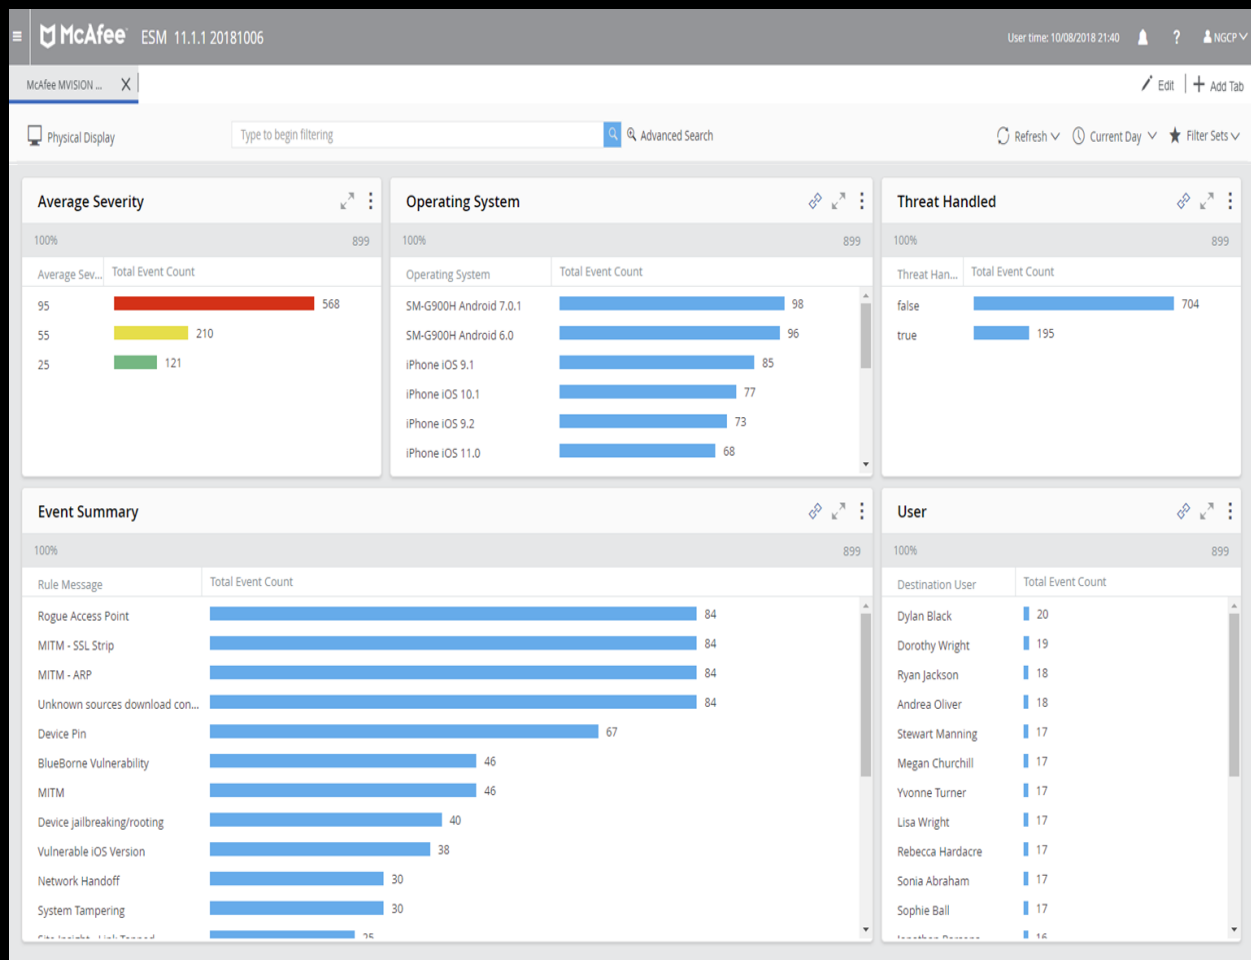 McAfee ESM 11.1.1 20181006 User time: 10/08/2018 21:40 ? NGCP
McAfee MVISION ... X Edit Add Tab
Physical Display Type to begin filtering Advanced Search Refresh Current Day Filter Sets
Average Severity
100% 899
Average Sev... Total Event Count
95 568
55 210
25 121
Operating System
100% 899
Operating System Total Event Count
SM-G900H Android 7.0.1 98
SM-G900H Android 6.0 96
iPhone iOS 9.1 85
iPhone iOS 10.1 77
iPhone iOS 9.2 73
iPhone iOS 11.0 68
Threat Handled
100% 899
Threat Han... Total Event Count
false 704
true 195
Event Summary
100% 899
Rule Message Total Event Count
Rogue Access Point 84
MITM - SSL Strip 84
MITM - ARP 84
Unknown sources download con... 84
Device Pin 67
BlueBorne Vulnerability 46
MITM 46
Device jailbreaking/rooting 40
Vulnerable iOS Version 38
Network Handoff 30
System Tampering 30
Site Insight - Link Tapped 25
User
100% 899
Destination User Total Event Count
Dylan Black 20
Dorothy Wright 19
Ryan Jackson 18
Andrea Oliver 18
Stewart Manning 17
Megan Churchill 17
Yvonne Turner 17
Lisa Wright 17
Rebecca Hardacre 17
Sonia Abraham 17
Sophie Ball 17
Jonathan Parsons 16